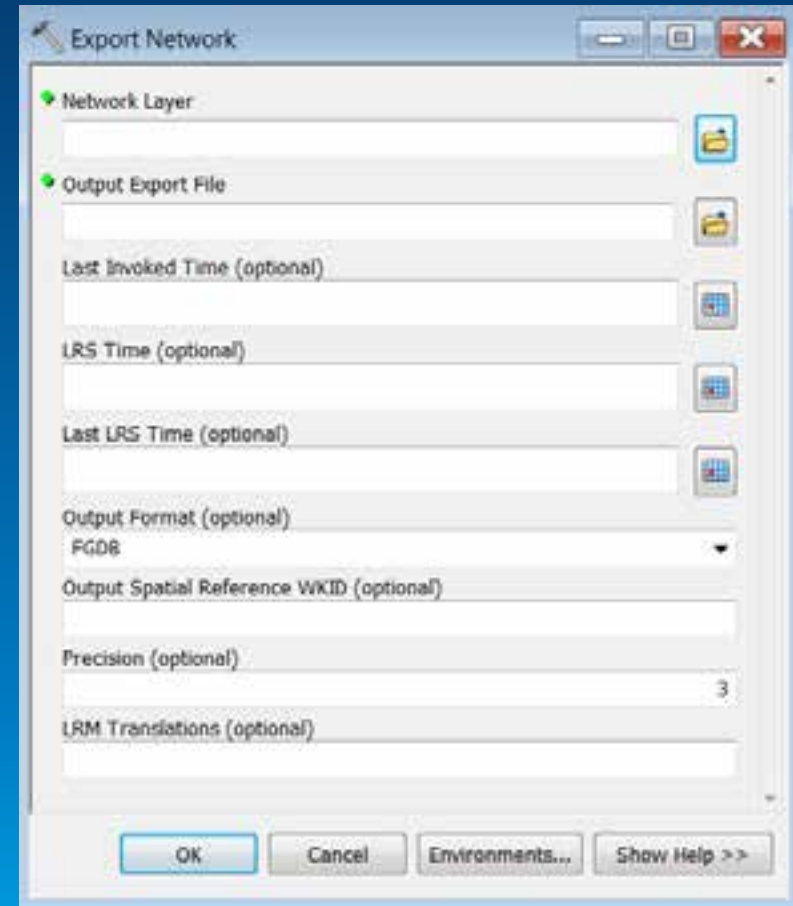 Export Network
Network Layer
Output Export File
Last Invoked Time (optional)
LRS Time (optional)
Last LRS Time (optional)
Output Format (optional)
FGDB
Output Spatial Reference WKID (optional)
Precision (optional)
3
LRM Translations (optional)
OK Cancel Environments... Show Help >>